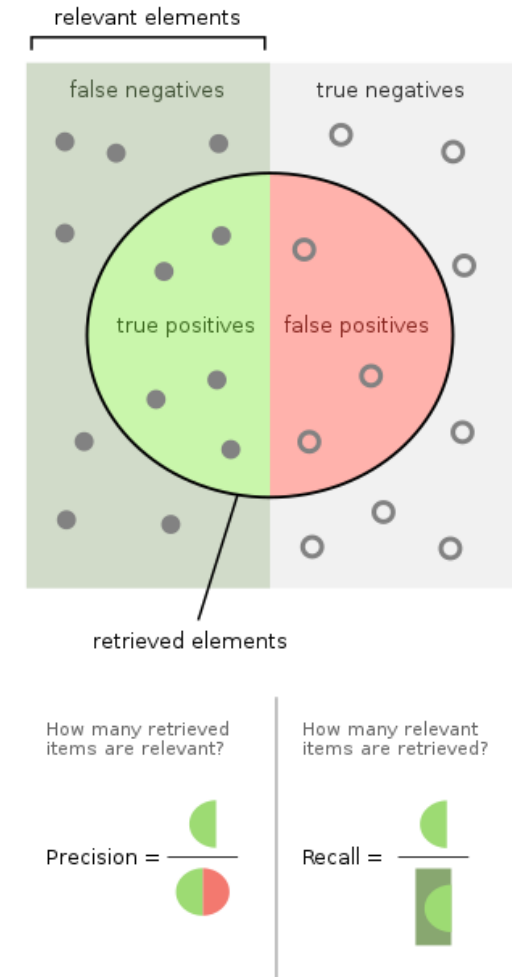 relevant elements
false negatives
true negatives
true positives
false positives
retrieved elements
How many retrieved
items are relevant?
Precision =
How many relevant
items are retrieved?
Recall =